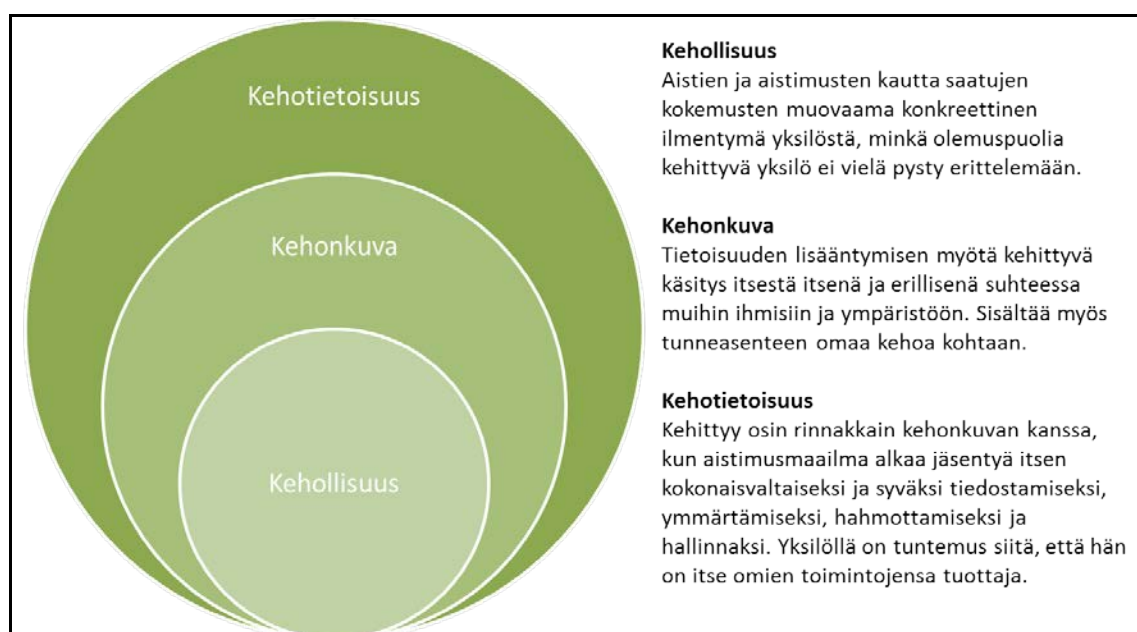 Kehotietoisuus
Kehonkuva
Kehollisuus
Kehollisuus
Aistien ja aistimusten kautta saatujen
kokemusten muovaama konkreettinen
ilmentymä yksilöstä, minkä olemuspuolia
kehittyvä yksilö ei vielä pysty erittelemään.
Kehonkuva
Tietoisuuden lisääntymisen myötä kehittyvä
käsitys itsestä itsenä ja erillisenä suhteessa
muihin ihmisiin ja ympäristöön. Sisältää myös
tunneasenteen omaa kehoa kohtaan.
Kehotietoisuus
Kehittyy osin rinnakkain kehonkuvan kanssa,
kun aistimusmaailma alkaa jäsentyä itsen
kokonaisvaltaiseksi ja syväksi tiedostamiseksi,
ymmärtämiseksi, hahmottamiseksi ja
hallinnaksi. Yksilöllä on tuntemus siitä, että hän
on itse omien toimintojensa tuottaja.